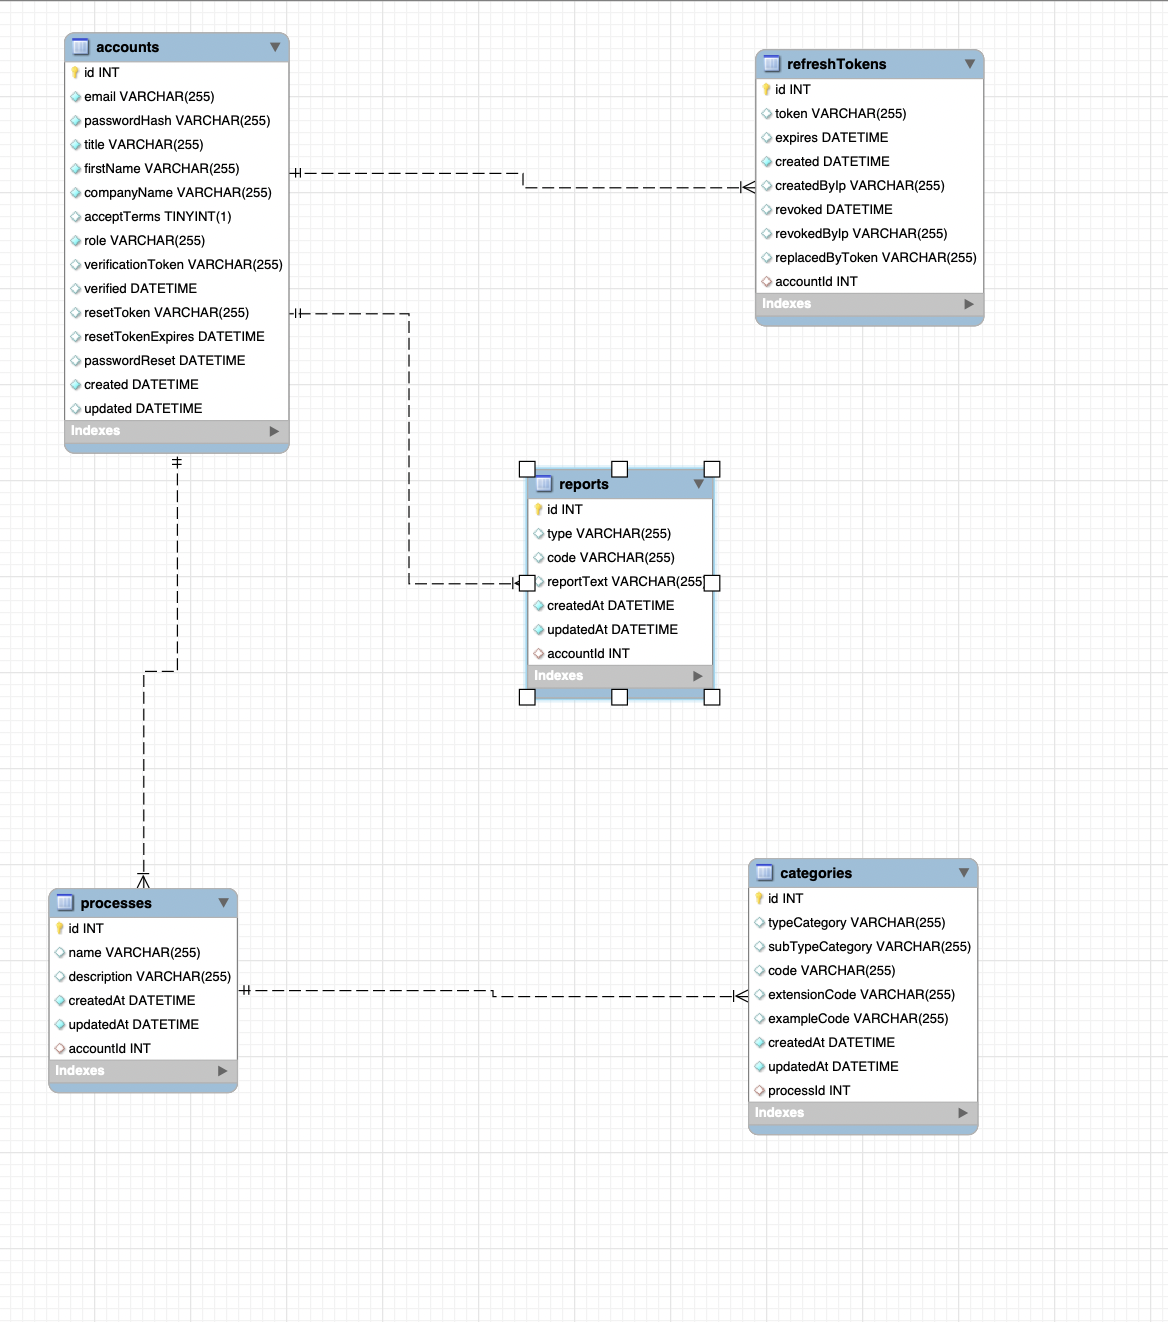 accounts
id INT
email VARCHAR(255)
passwordHash VARCHAR(255)
title VARCHAR(255)
firstName VARCHAR(255)
companyName VARCHAR(255)
acceptTerms TINYINT(1)
role VARCHAR(255)
verificationToken VARCHAR(255)
verified DATETIME
resetToken VARCHAR(255)
resetTokenExpires DATETIME
passwordReset DATETIME
created DATETIME
updated DATETIME
Indexes
refreshTokens
id INT
token VARCHAR(255)
expires DATETIME
created DATETIME
createdByIp VARCHAR(255)
revoked DATETIME
revokedByIp VARCHAR(255)
replacedByToken VARCHAR(255)
accountId INT
Indexes
reports
id INT
type VARCHAR(255)
code VARCHAR(255)
reportText VARCHAR(255
createdAt DATETIME
updatedAt DATETIME
accountId INT
Indexes
processes
id INT
name VARCHAR(255)
description VARCHAR(255)
createdAt DATETIME
updatedAt DATETIME
accountId INT
Indexes
categories
id INT
typeCategory VARCHAR(255)
subTypeCategory VARCHAR(255)
code VARCHAR(255)
extensionCode VARCHAR(255)
exampleCode VARCHAR(255)
createdAt DATETIME
updatedAt DATETIME
processId INT
Indexes